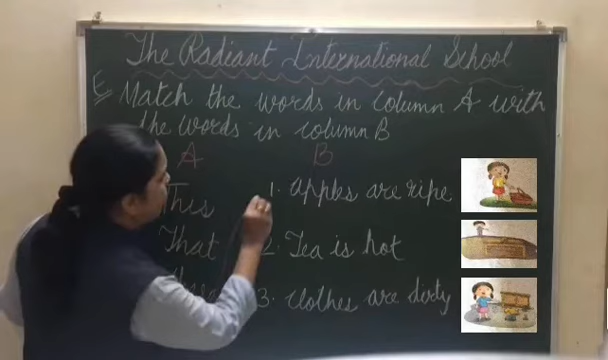 The Radiant International School
E Match the words in column A with
the words in column B
A B
This 1. apples are ripe
That 2. Tea is hot
3. clothes are dirty